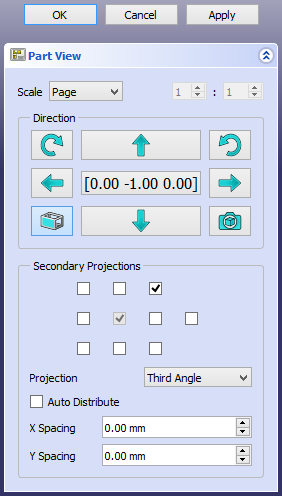 OK Cancel Apply
Part View
Scale Page 1 : 1
Direction
[0.00 -1.00 0.00]
Secondary Projections
Projection Third Angle
Auto Distribute
X Spacing 0.00 mm
Y Spacing 0.00 mm